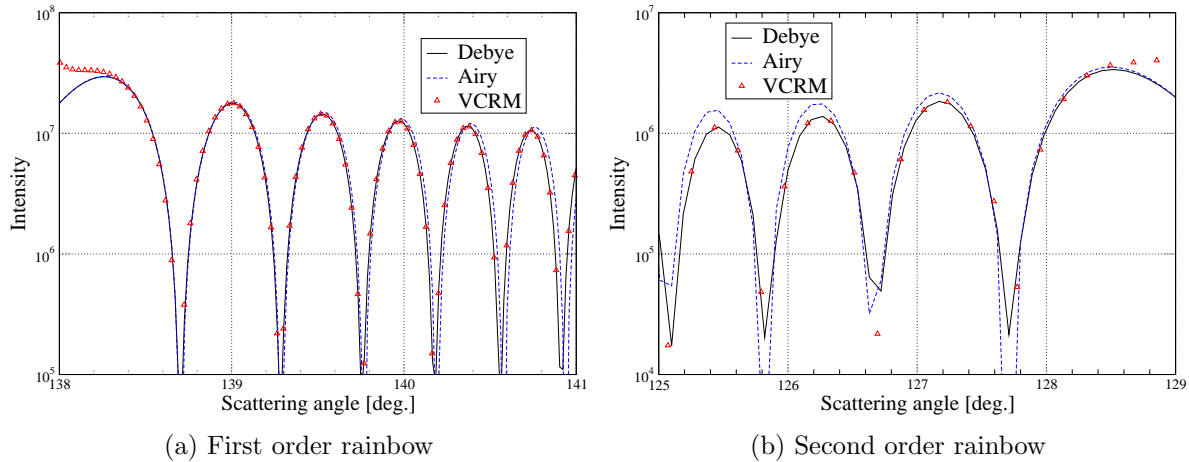 10^8
10^7
10^6
10^5
Intensity
138
139
140
141
Scattering angle [deg.]
Debye
Airy
VCRM
(a) First order rainbow
10^7
10^6
10^5
10^4
Intensity
125
126
127
128
129
Scattering angle [deg.]
Debye
Airy
VCRM
(b) Second order rainbow